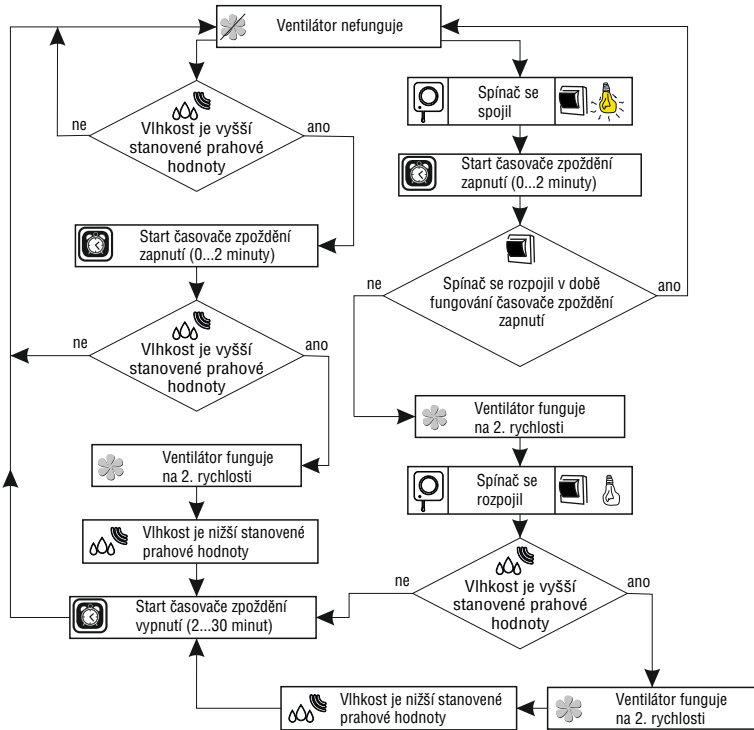 Ventilátor nefunguje
ne
Vlhkost je vyšší
stanovené prahové
hodnoty
ano
Start časovače zpoždění
zapnutí (0...2 minuty)
ne
Vlhkost je vyšší
stanovené prahové
hodnoty
ano
Ventilátor funguje
na 2. rychlosti
Vlhkost je nižší stanovené
prahové hodnoty
Start časovače zpoždění
vypnutí (2...30 minut)
Spínač se
spojil
Start časovače zpoždění
zapnutí (0...2 minuty)
ne
Spínač se rozpojil v době
fungování časovače zpoždění
zapnutí
ano
Ventilátor funguje
na 2. rychlosti
Spínač se
rozpojil
ne
Vlhkost je vyšší
stanovené prahové
hodnoty
ano
Vlhkost je nižší stanovené
prahové hodnoty
Ventilátor funguje
na 2. rychlosti